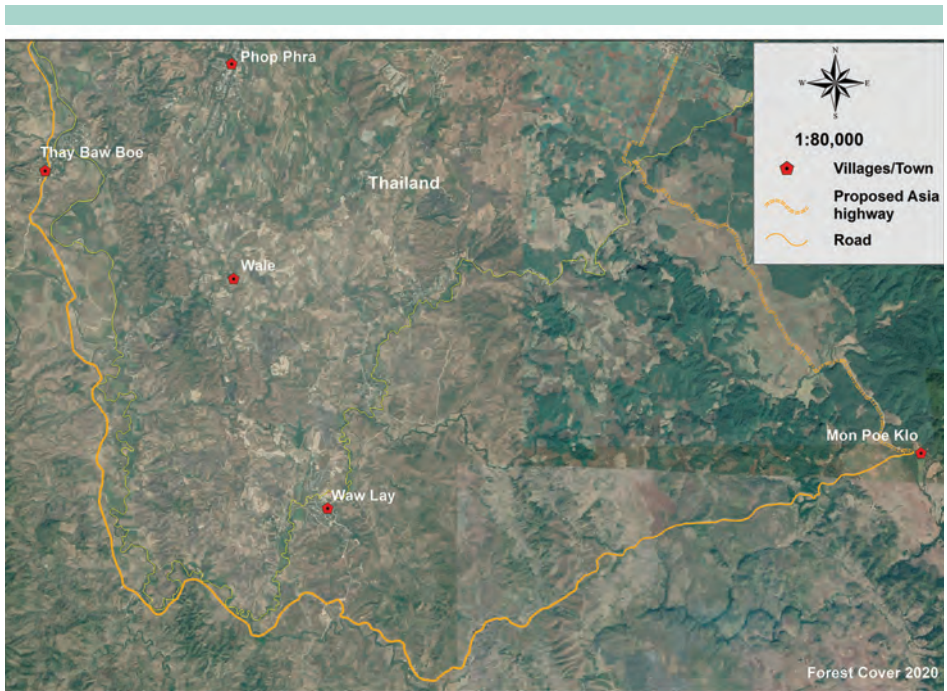 Phop Phra
N
W
E
S
1:80,000
Thay Baw Boe
Villages/Town
Thailand
Proposed Asia
highway
Wale
Road
Mon Poe Klo
Waw Lay
Forest Cover 2020